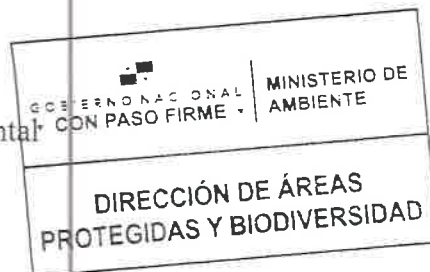 GOBIERNO NACIONAL
ntal
• CON PASO FIRME •
MINISTERIO DE
AMBIENTE
DIRECCIÓN DE ÁREAS
PROTEGIDAS Y BIODIVERSIDAD